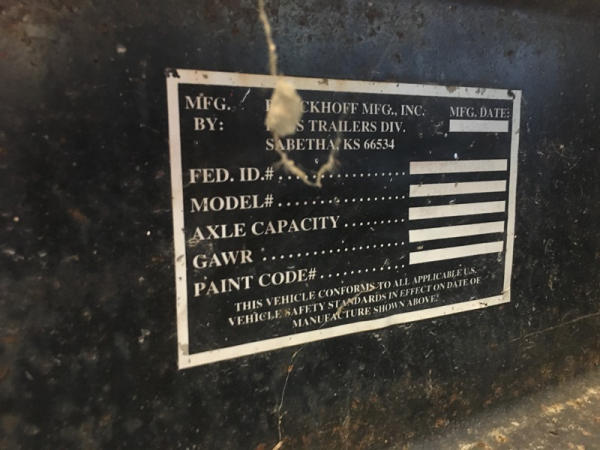 MFG. MFG., INC. MFG. DATE:
BY: TRAILERS DIV.
SABETHA, KS 66534
FED. ID.#
MODEL#
AXLE CAPACITY
GAWR
PAINT CODE#
THIS VEHICLE CONFORMS TO ALL APPLICABLE U.S.
VEHICLE SAFETY STANDARDS IN EFFECT ON DATE OF
MANUFACTURE SHOWN ABOVE.